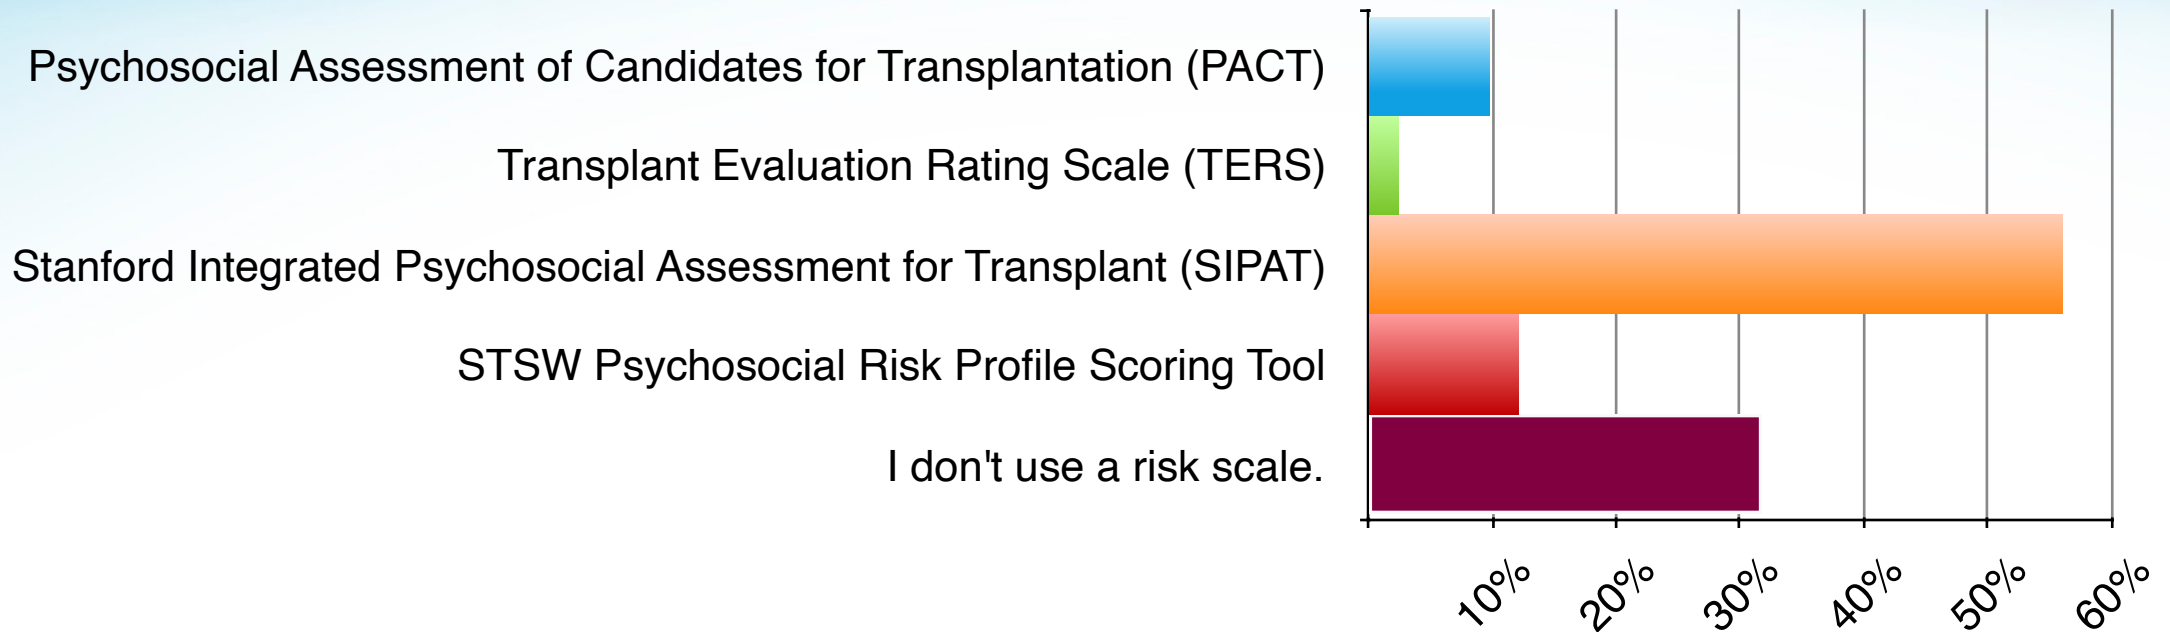 Psychosocial Assessment of Candidates for Transplantation (PACT)
Transplant Evaluation Rating Scale (TERS)
Stanford Integrated Psychosocial Assessment for Transplant (SIPAT)
STSW Psychosocial Risk Profile Scoring Tool
I don't use a risk scale.
10% 20% 30% 40% 50% 60%